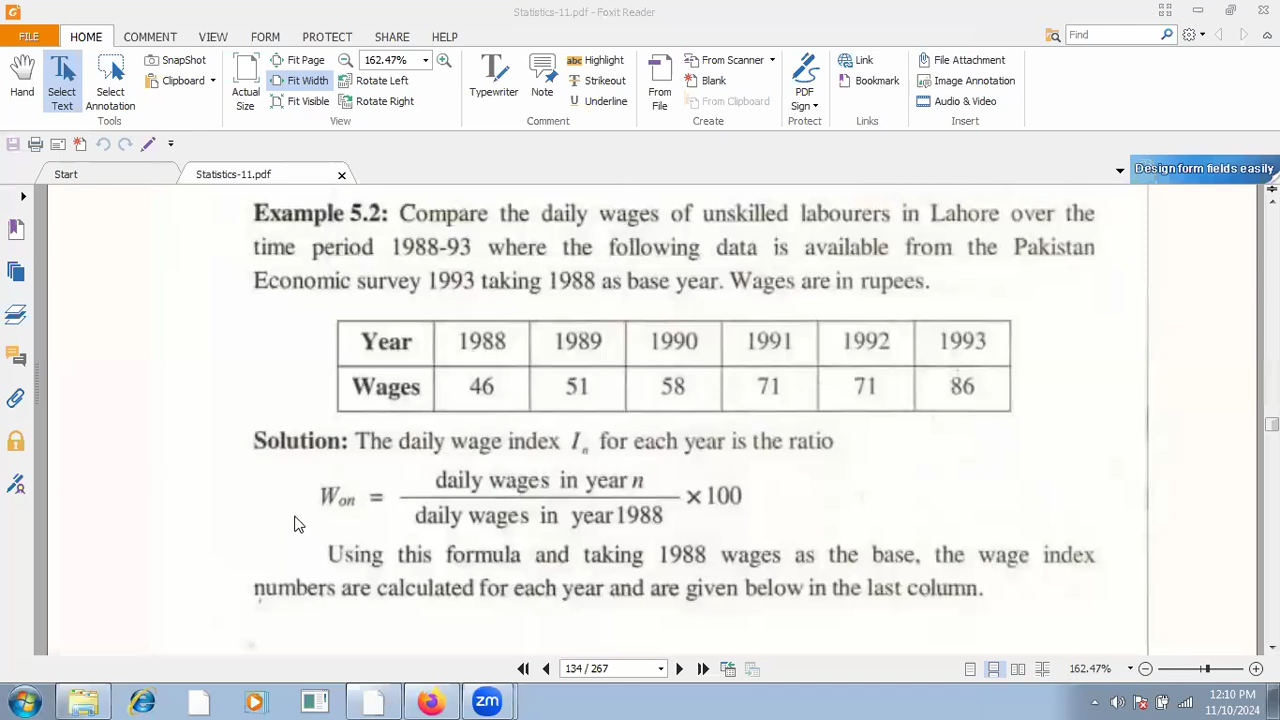 Statistics-11.pdf - Foxit Reader
FILE HOME COMMENT VIEW FORM PROTECT SHARE HELP Find
Hand Select Text Select Annotation SnapShot Clipboard Tools
Actual Size Fit Page Fit Width Fit Visible 162.47% Rotate Left Rotate Right View
Typewriter Note Highlight Strikeout Underline Comment
From File From Scanner Blank From Clipboard Create
PDF Sign Protect
Link Bookmark Links
File Attachment Image Annotation Audio & Video Insert
Start Statistics-11.pdf Design form fields easily
Example 5.2: Compare the daily wages of unskilled labourers in Lahore over the
time period 1988-93 where the following data is available from the Pakistan
Economic survey 1993 taking 1988 as base year. Wages are in rupees.
Year 1988 1989 1990 1991 1992 1993
Wages 46 51 58 71 71 86
Solution: The daily wage index Iₙ for each year is the ratio
Won = daily wages in year n / daily wages in year 1988 × 100
Using this formula and taking 1988 wages as the base, the wage index
numbers are calculated for each year and are given below in the last column.
134 / 267 162.47%
zm 12:10 PM
11/10/2024